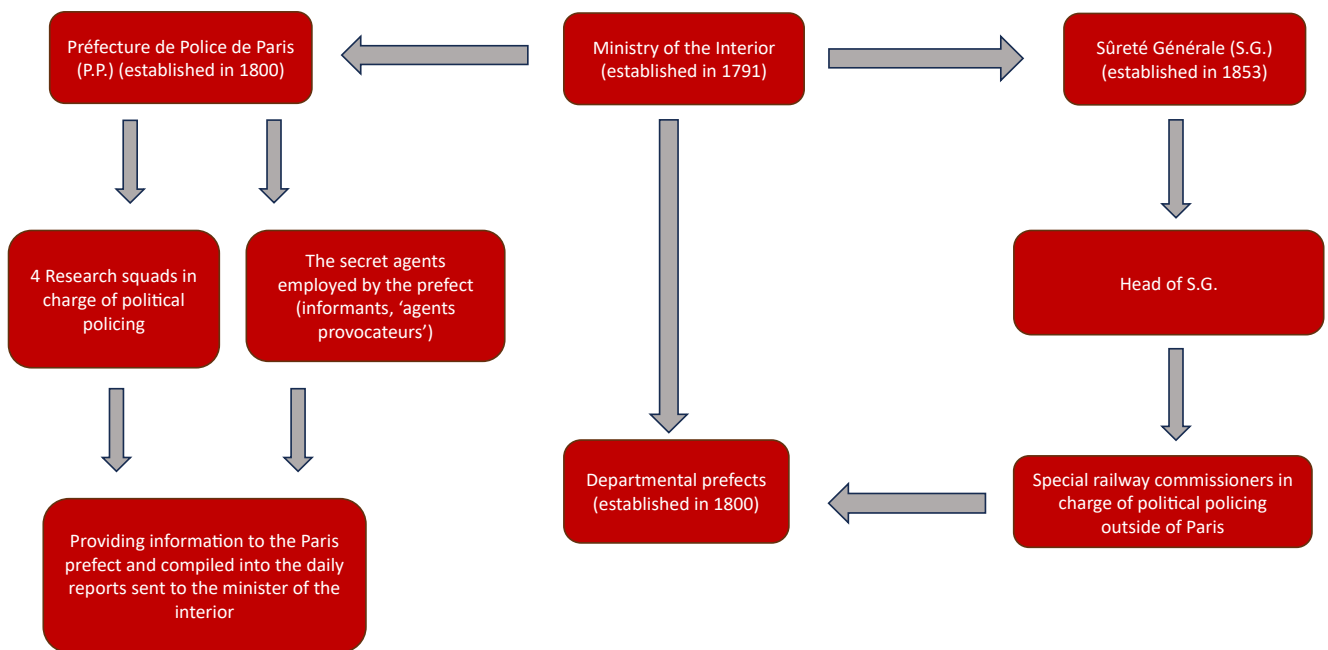 Préfecture de Police de Paris
(P.P.) (established in 1800)
Ministry of the Interior
(established in 1791)
Sûreté Générale (S.G.)
(established in 1853)
4 Research squads in
charge of political
policing
The secret agents
employed by the prefect
(informants, ‘agents
provocateurs’)
Head of S.G.
Departmental prefects
(established in 1800)
Special railway commissioners in
charge of political policing
outside of Paris
Providing information to the Paris
prefect and compiled into the daily
reports sent to the minister of the
interior